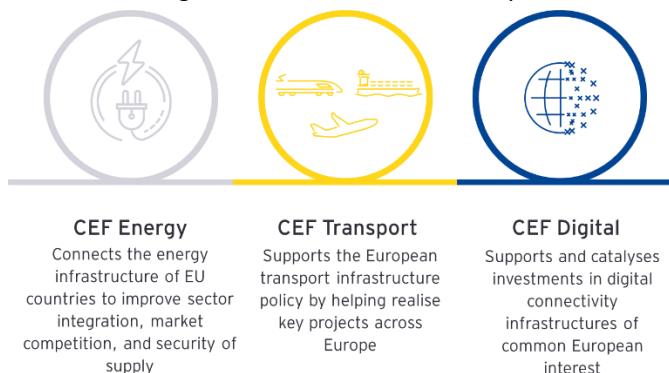 CEF Energy
Connects the energy
infrastructure of EU
countries to improve sector
integration, market
competition, and security of
supply
CEF Transport
Supports the European
transport infrastructure
policy by helping realise
key projects across
Europe
CEF Digital
Supports and catalyses
investments in digital
connectivity
infrastructures of
common European
interest